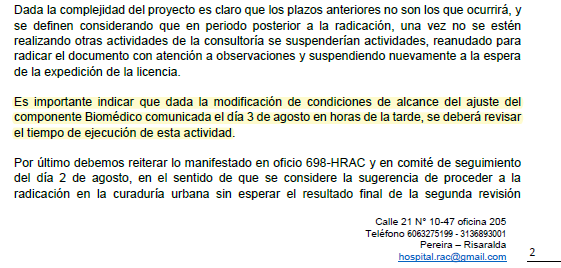 Dada la complejidad del proyecto es claro que los plazos anteriores no son los que ocurrirá, y
se definen considerando que en periodo posterior a la radicación, una vez no se estén
realizando otras actividades de la consultoría se suspenderían actividades, reanudado para
radicar el documento con atención a observaciones y suspendiendo nuevamente a la espera
de la expedición de la licencia.
Es importante indicar que dada la modificación de condiciones de alcance del ajuste del
componente Biomédico comunicada el día 3 de agosto en horas de la tarde, se deberá revisar
el tiempo de ejecución de esta actividad.
Por último debemos reiterar lo manifestado en oficio 698-HRAC y en comité de seguimiento
del día 2 de agosto, en el sentido de que se considere la sugerencia de proceder a la
radicación en la curaduría urbana sin esperar el resultado final de la segunda revisión
Calle 21 N° 10-47 oficina 205
Teléfono 6063275199 - 3136893001
Pereira – Risaralda
hospital.rac@gmail.com 2